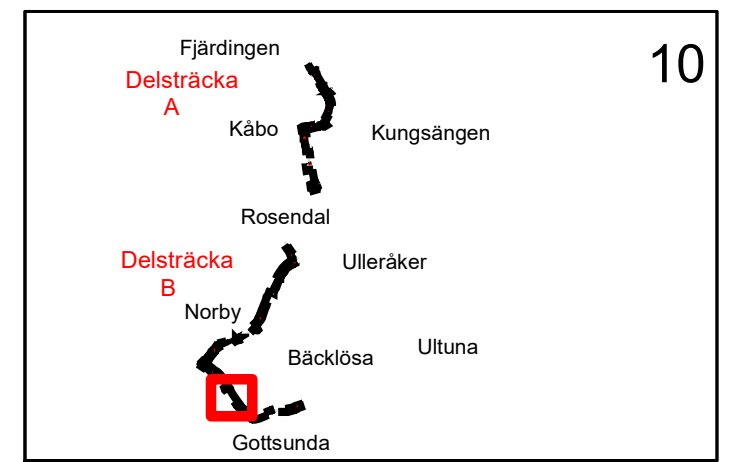 Fjärdingen
10
Delsträcka
A
Kåbo
Kungsängen
Rosendal
Delsträcka
B
Ulleråker
Norby
Bäcklösa
Ultuna
Gottsunda